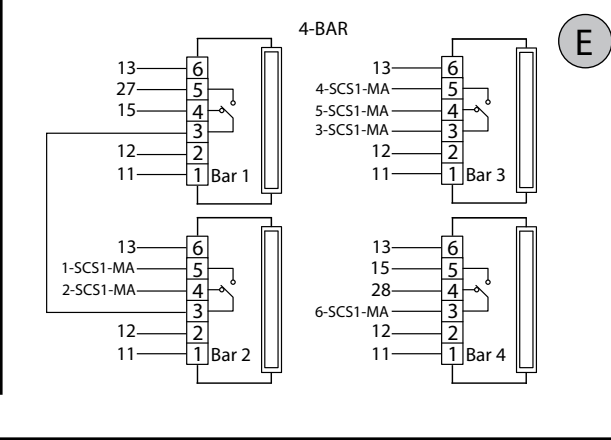 4-BAR
E
13 6
27 5
15 4
3
12 2
11 1 Bar 1
13 6
4-SCS1-MA 5
5-SCS1-MA 4
3-SCS1-MA 3
12 2
11 1 Bar 3
13 6
1-SCS1-MA 5
2-SCS1-MA 4
3
12 2
11 1 Bar 2
13 6
15 5
28 4
6-SCS1-MA 3
12 2
11 1 Bar 4